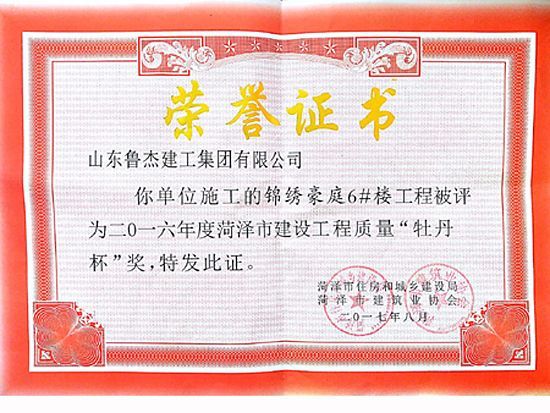 荣誉证书
山东鲁杰建工集团有限公司
你单位施工的锦绣豪庭6#楼工程被评
为二0一六年度菏泽市建设工程质量“牡丹
杯”奖,特发此证。
菏泽市住房和城乡建设局
菏泽市建筑业协会
二0一七年八月